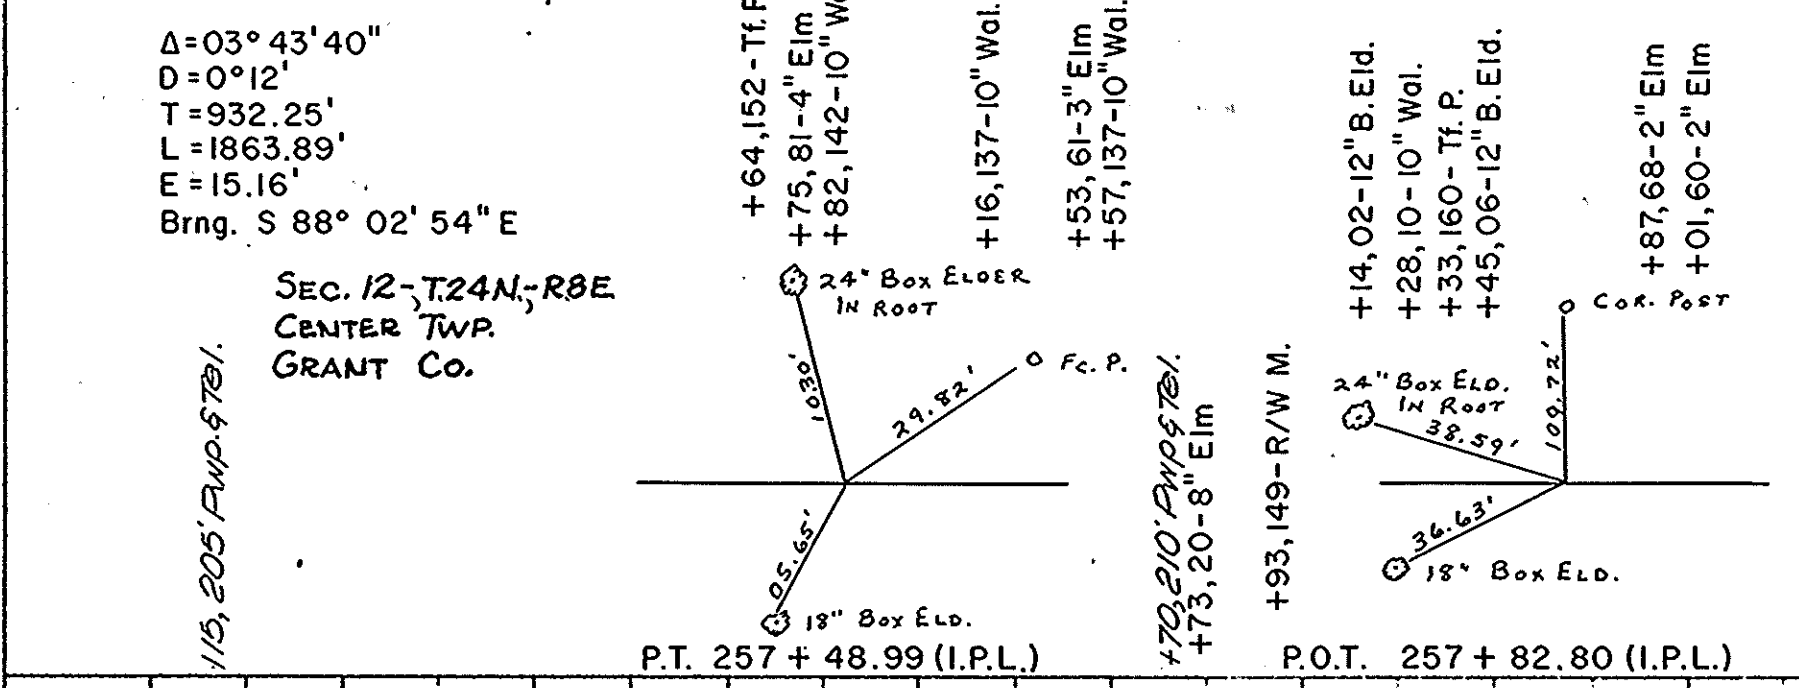 Δ=03° 43' 40"
D=0°12'
T=932.25'
L=1863.89'
E=15.16'
Brng. S 88° 02' 54" E
SEC. 12-, T.24N.-, R8E
CENTER TWP.
GRANT CO.
115, 205' Pwp.&Tel.
+64,152-Tf.
+75,81-4" Elm
+82,142-10"
+16,137-10" Wal.
+53,61-3" Elm
+57,137-10" Wal.
24" BOX ELDER
IN ROOT
10.30'
29.82'
FC. P.
05.65'
18" BOX ELD.
P.T. 257 + 48.99 (I.P.L.)
+70,210' Pwp&Tel.
+73,20-8" Elm
+93,149-R/W M.
+14,02-12" B.Eld.
+28,10-10" Wal.
+33,160-Tf. P.
+45,06-12" B.Eld.
+87,68-2" Elm
+01,60-2" Elm
COR. POST
109.72'
24" BOX ELD.
IN ROOT
38.59'
36.63'
18" BOX ELD.
P.O.T. 257 + 82.80 (I.P.L.)